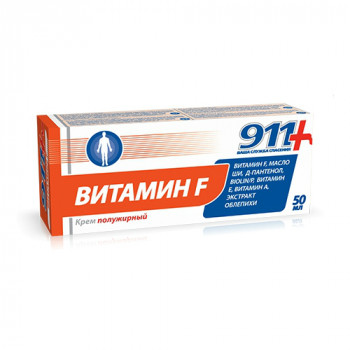 911+
ВАША СЛУЖБА СПАСЕНИЯ
ВИТАМИН F
Крем полужирный
ВИТАМИН F, МАСЛО
ШИ, Д-ПАНТЕНОЛ,
BIOLIN/P, ВИТАМИН
Е, ВИТАМИН А,
ЭКСТРАКТ
ОБЛЕПИХИ
50
МЛ